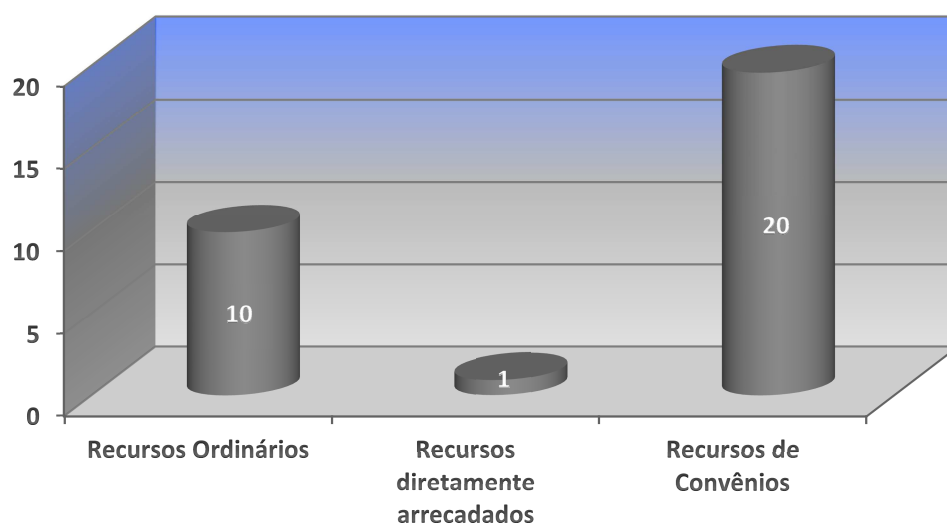 20
15
10
5
0
10
1
20
Recursos Ordinários
Recursos
diretamente
arrecadados
Recursos de
Convênios